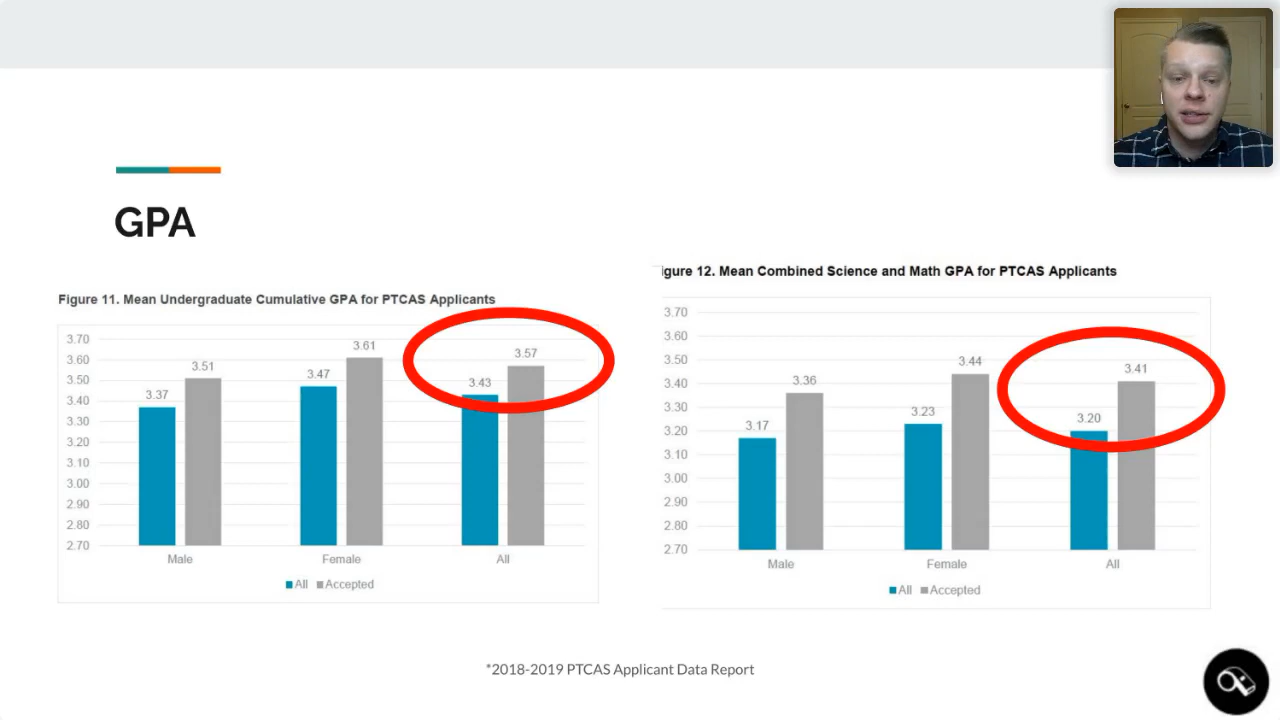 GPA
Figure 11. Mean Undergraduate Cumulative GPA for PTCAS Applicants
3.70
3.60
3.50
3.40
3.30
3.20
3.10
3.00
2.90
2.80
2.70
3.37
3.51
3.47
3.61
3.43
3.57
Male
Female
All
All
Accepted
igure 12. Mean Combined Science and Math GPA for PTCAS Applicants
3.70
3.60
3.50
3.40
3.30
3.20
3.10
3.00
2.90
2.80
2.70
3.17
3.36
3.23
3.44
3.20
3.41
Male
Female
All
All
Accepted
*2018-2019 PTCAS Applicant Data Report